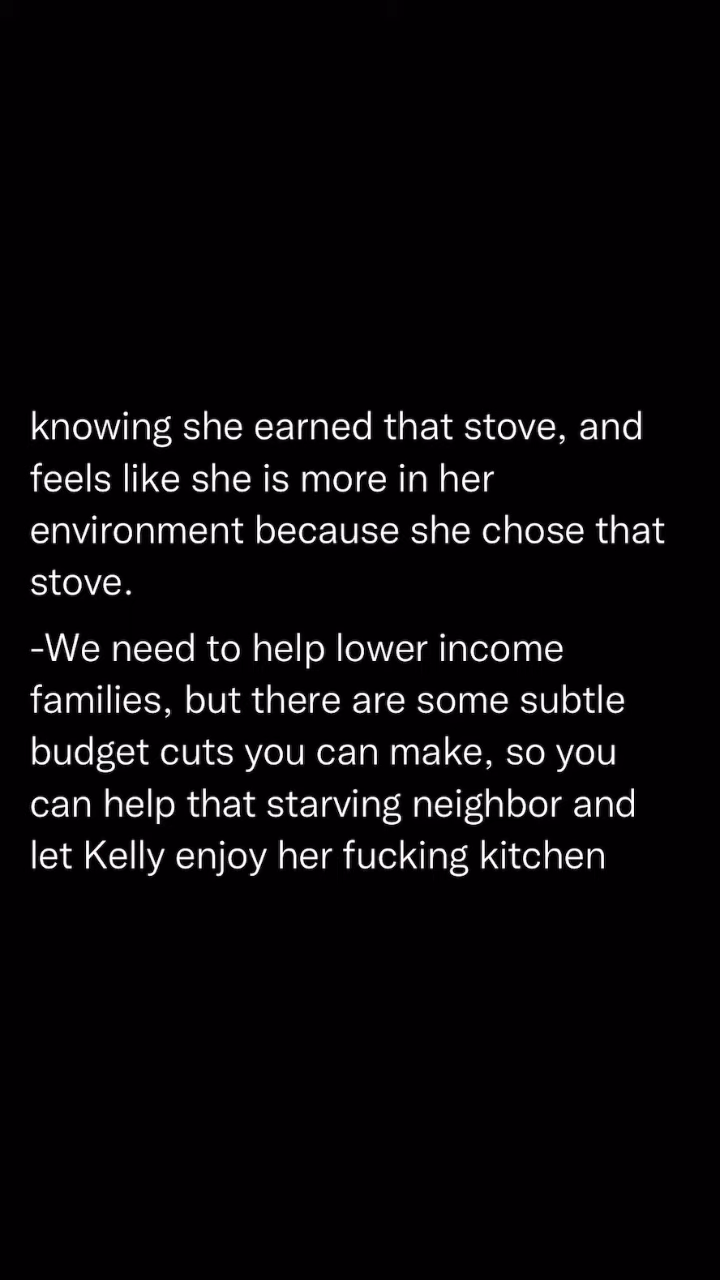 knowing she earned that stove, and
feels like she is more in her
environment because she chose that
stove.
-We need to help lower income
families, but there are some subtle
budget cuts you can make, so you
can help that starving neighbor and
let Kelly enjoy her fucking kitchen